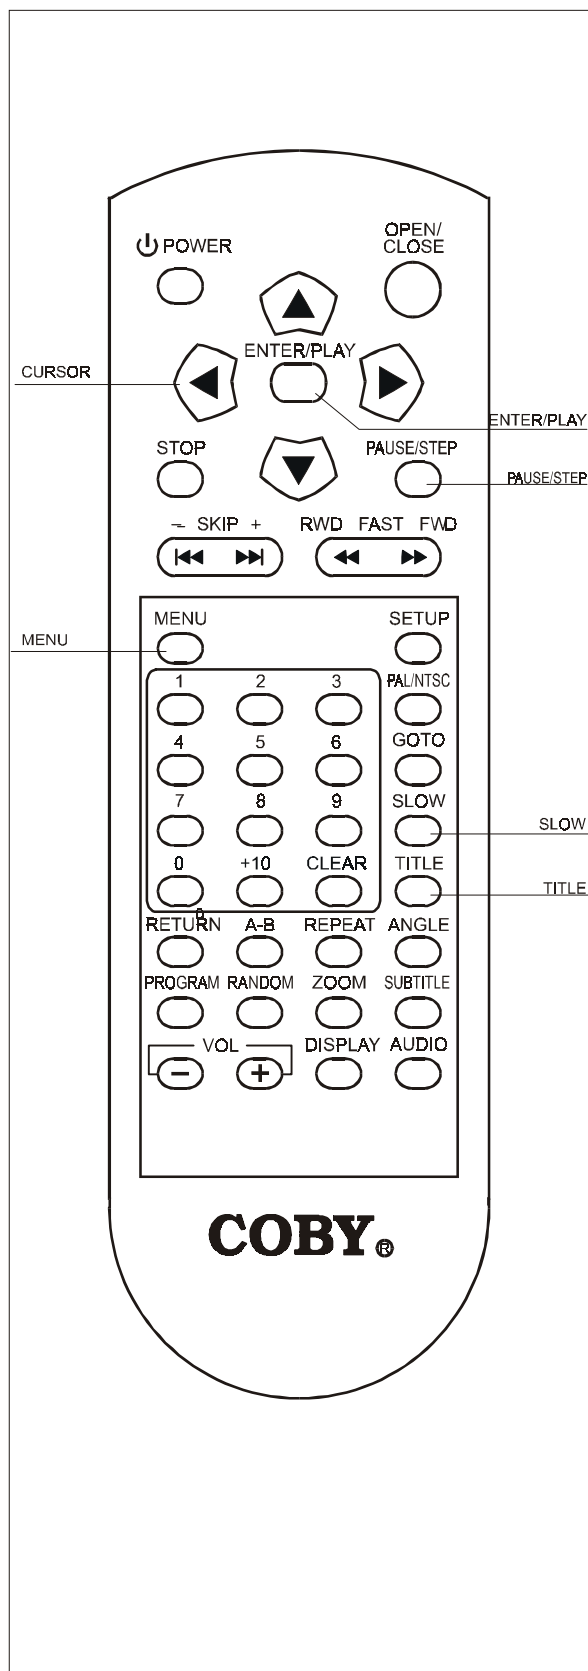 OPEN/
CLOSE
POWER
ENTER/PLAY
CURSOR
ENTER/PLAY
STOP PAUSE/STEP
PAUSE/STEP
– SKIP + RWD FAST FWD
MENU SETUP
MENU
1 2 3 PAL/NTSC
4 5 6 GOTO
7 8 9 SLOW
SLOW
0 +10 CLEAR TITLE
TITLE
RETURN A-B REPEAT ANGLE
PROGRAM RANDOM ZOOM SUBTITLE
VOL DISPLAY AUDIO
– +
COBY®